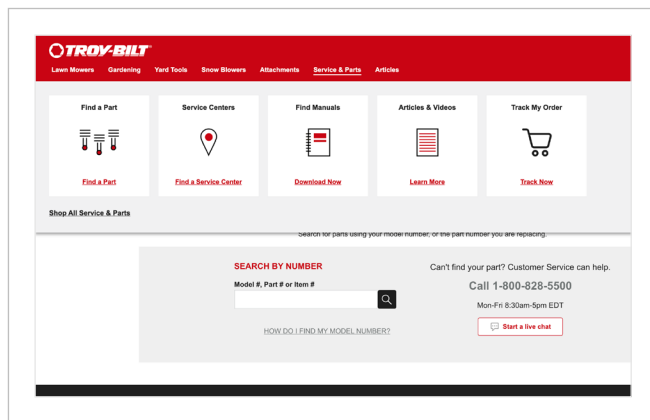 TROY-BILT
Lawn Mowers Gardening Yard Tools Snow Blowers Attachments Service & Parts Articles
Find a Part Service Centers Find Manuals Articles & Videos Track My Order
Find a Part Find a Service Center Download Now Learn More Track Now
Shop All Service & Parts
Search for parts using your model number, or the part number you are replacing.
SEARCH BY NUMBER
Model #, Part # or Item #
HOW DO I FIND MY MODEL NUMBER?
Can't find your part? Customer Service can help.
Call 1-800-828-5500
Mon-Fri 8:30am-5pm EDT
Start a live chat